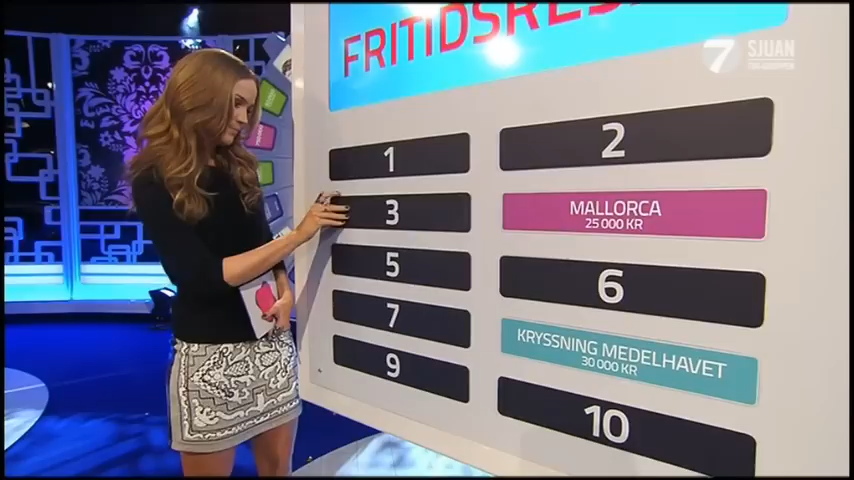 FRITIDSRES
7 SJUAN
1
2
3
MALLORCA
25 000 KR
5
6
7
KRYSSNING MEDELHAVET
30 000 KR
9
10